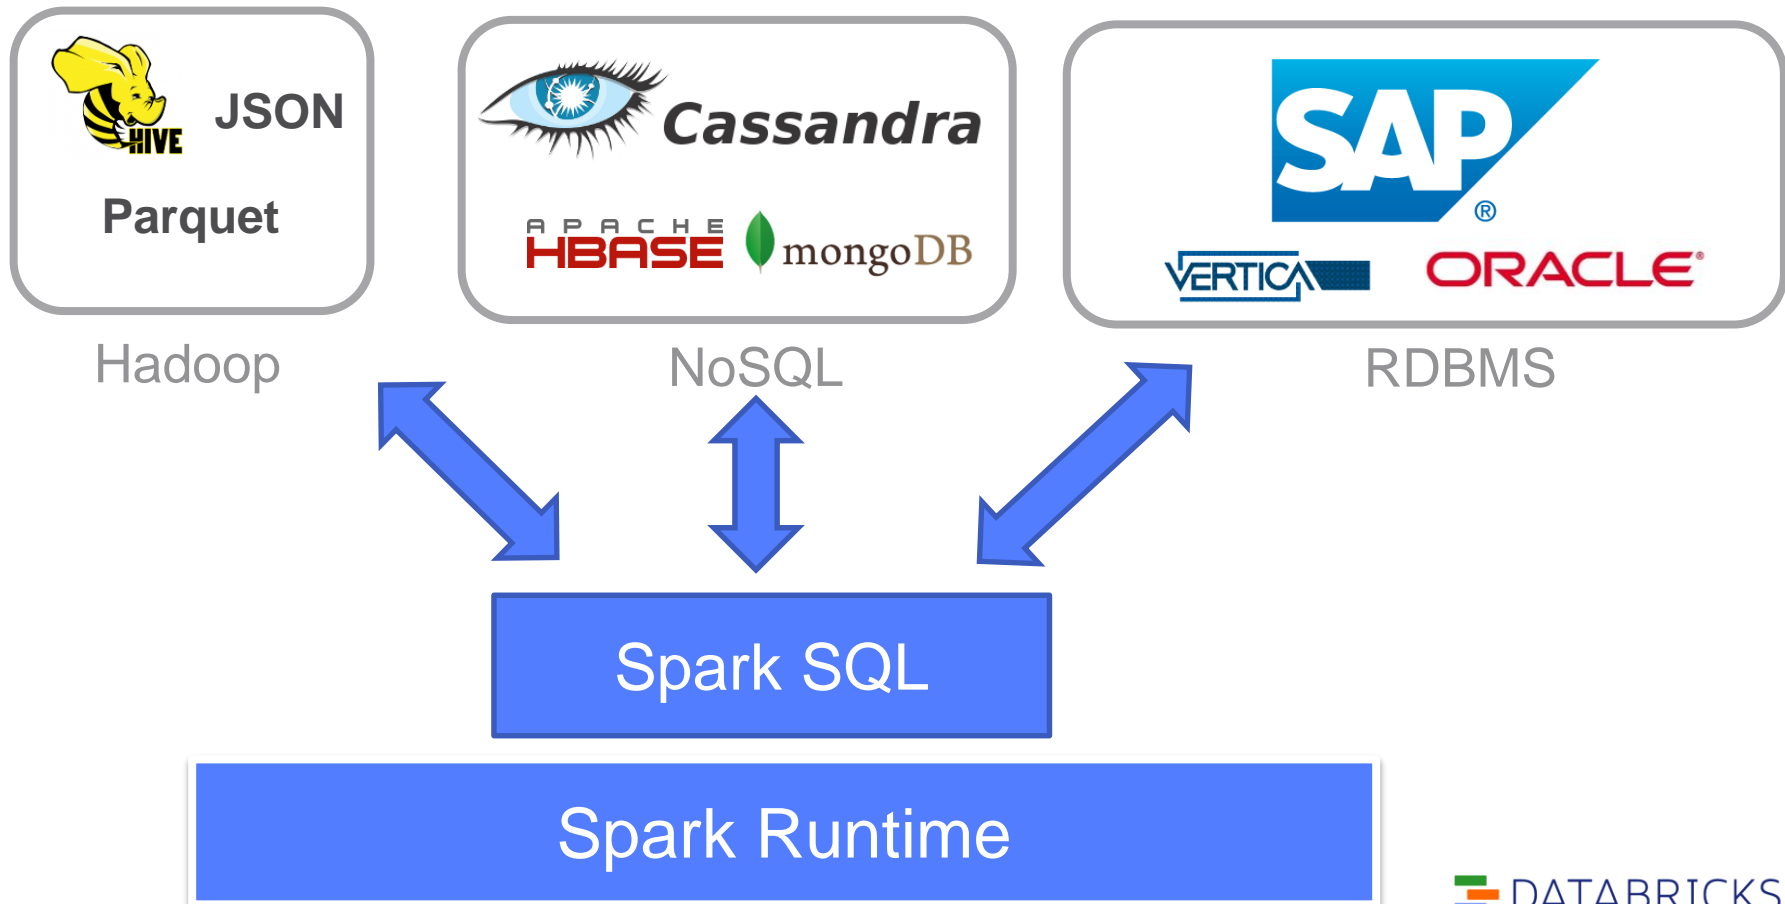 HIVE
JSON
Parquet
Hadoop
Cassandra
APACHE
HBASE
mongoDB
NoSQL
SAP
®
VERTICA
ORACLE®
RDBMS
Spark SQL
Spark Runtime
DATABRICKS